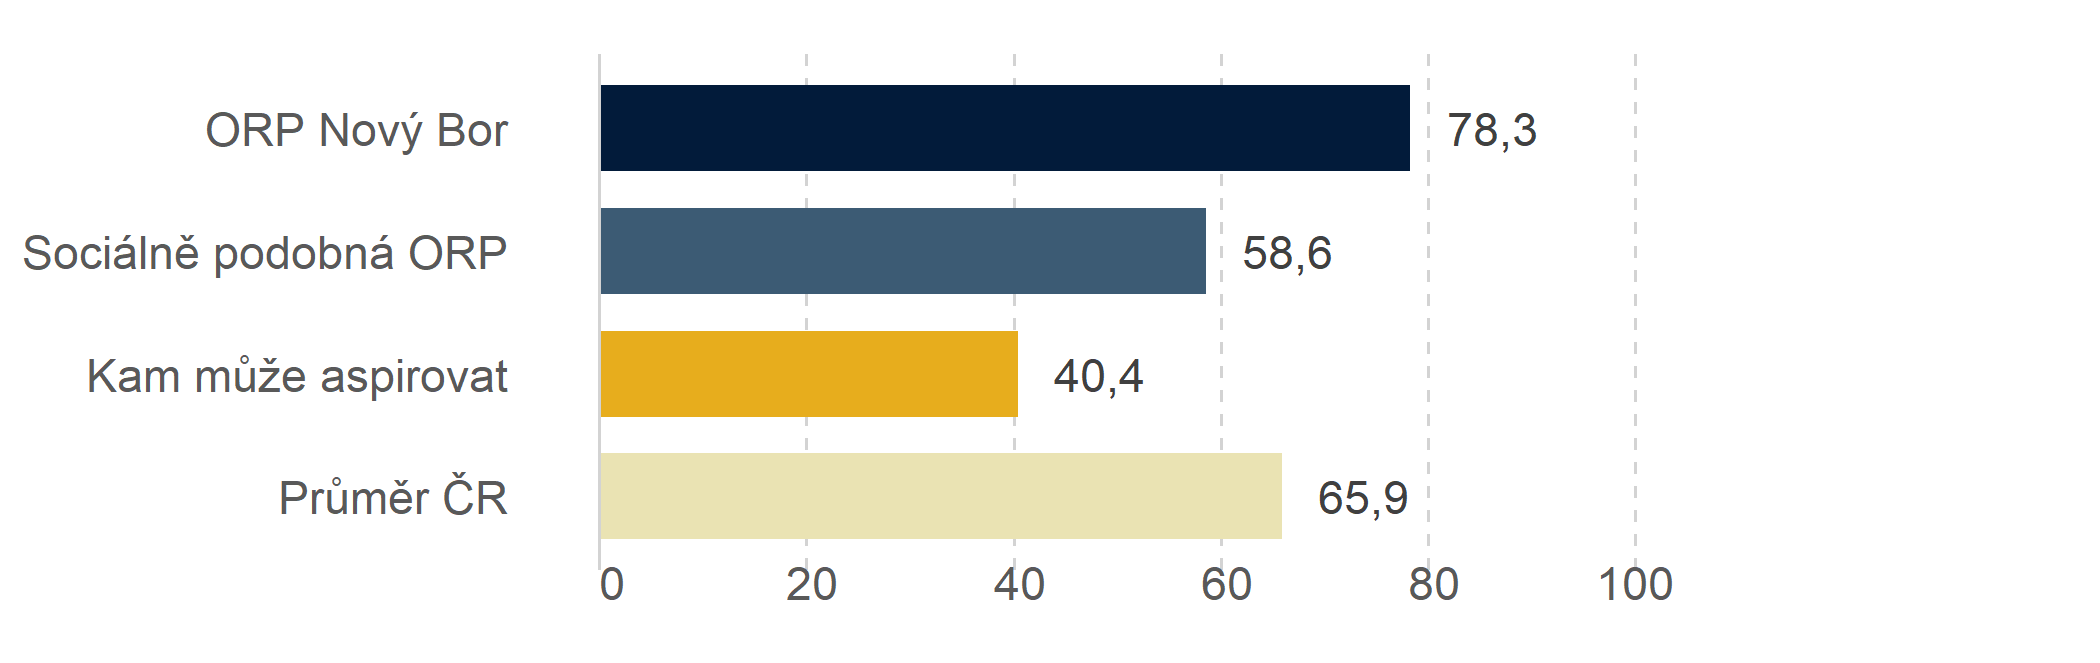 ORP Nový Bor 78,3
Sociálně podobná ORP 58,6
Kam může aspirovat 40,4
Průměr ČR 65,9
0 20 40 60 80 100